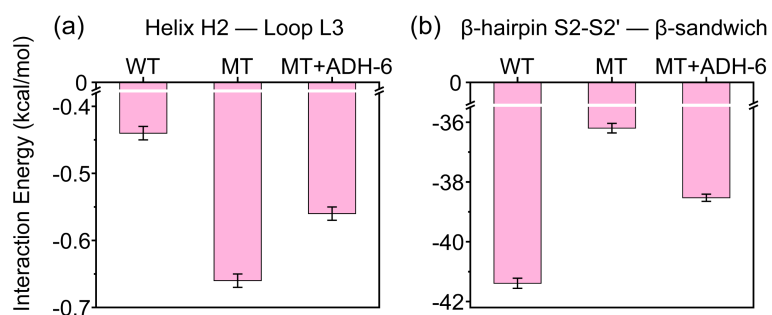 (a) Helix H2 — Loop L3
WT MT MT+ADH-6
Interaction Energy (kcal/mol)
0
-0.4
-0.5
-0.6
-0.7
(b) β-hairpin S2-S2' — β-sandwich
WT MT MT+ADH-6
0
-36
-38
-40
-42